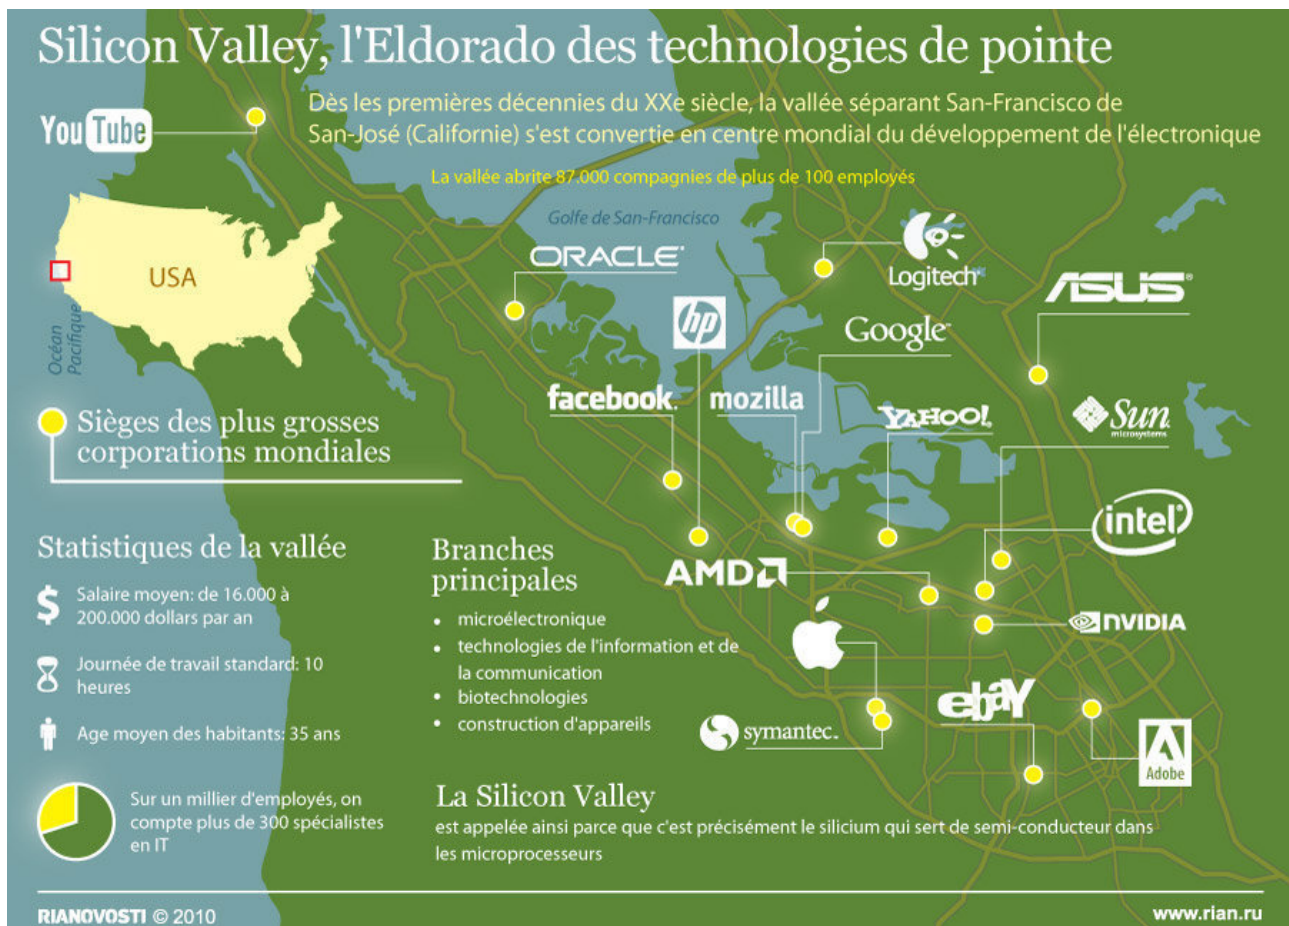 Silicon Valley, l'Eldorado des technologies de pointe
Dès les premières décennies du XXe siècle, la vallée séparant San-Francisco de
San-José (Californie) s'est convertie en centre mondial du développement de l'électronique
La vallée abrite 87.000 compagnies de plus de 100 employés
YouTube
Golfe de San-Francisco
ORACLE
Logitech
USA
ASUS
hp
Google
Océan
Pacifique
facebook.
mozilla
YAHOO!
Sun
microsystems
Sièges des plus grosses
corporations mondiales
intel
AMD
nVIDIA
ebaY
symantec.
Adobe
Statistiques de la vallée
Salaire moyen: de 16.000 à
200.000 dollars par an
Journée de travail standard: 10
heures
Age moyen des habitants: 35 ans
Sur un millier d'employés, on
compte plus de 300 spécialistes
en IT
Branches
principales
• microélectronique
• technologies de l'information et de
la communication
• biotechnologies
• construction d'appareils
La Silicon Valley
est appelée ainsi parce que c'est précisément le silicium qui sert de semi-conducteur dans
les microprocesseurs
RIANOVOSTI © 2010
www.rian.ru